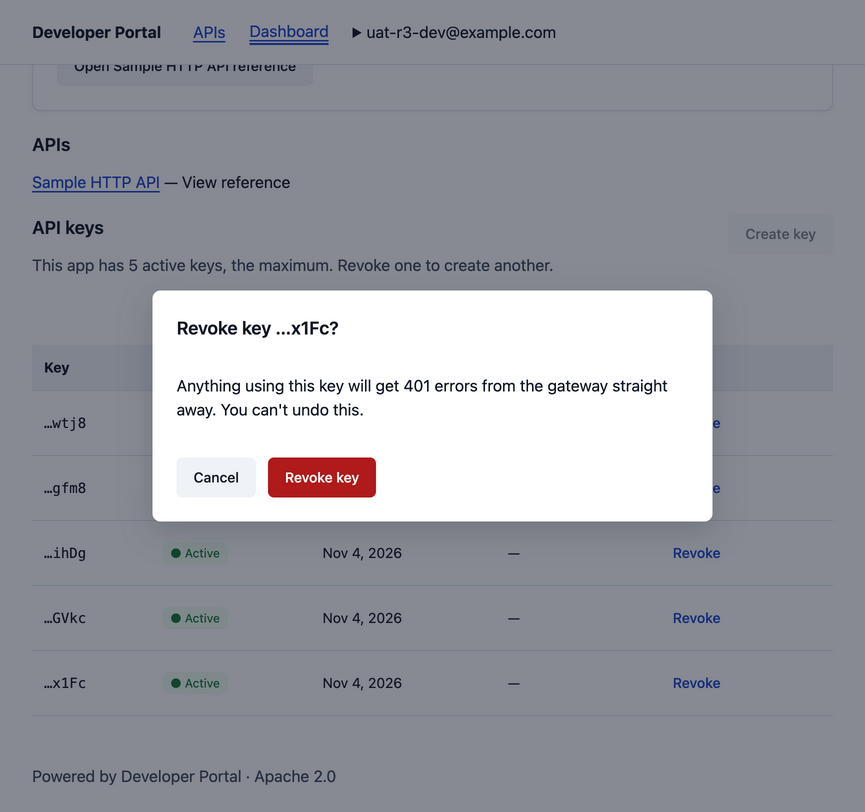 Developer Portal APIs Dashboard ▶ uat-r3-dev@example.com
Open Sample HTTP API reference
APIs
Sample HTTP API — View reference
API keys
Create key
This app has 5 active keys, the maximum. Revoke one to create another.
Revoke key ...x1Fc?
Key
Anything using this key will get 401 errors from the gateway straight
away. You can't undo this.
…wtj8
Cancel Revoke key
…gfm8
…ihDg Active Nov 4, 2026 — Revoke
…GVkc Active Nov 4, 2026 — Revoke
…x1Fc Active Nov 4, 2026 — Revoke
Powered by Developer Portal · Apache 2.0